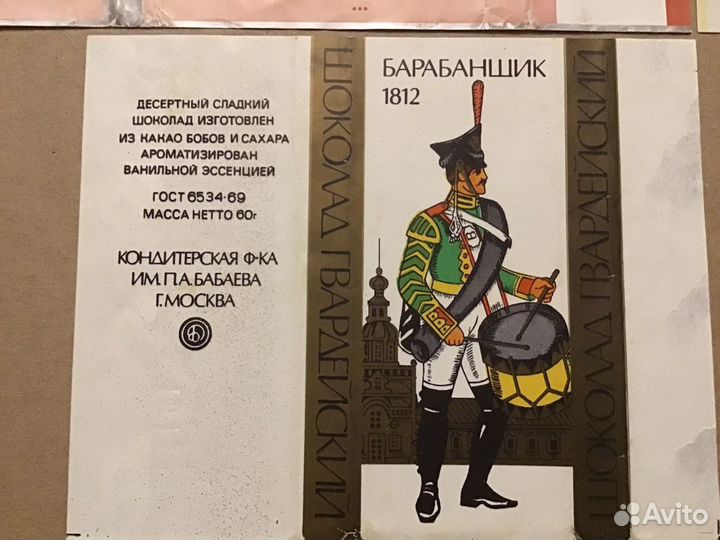 ДЕСЕРТНЫЙ СЛАДКИЙ
ШОКОЛАД ИЗГОТОВЛЕН
ИЗ КАКАО БОБОВ И САХАРА
АРОМАТИЗИРОВАН
ВАНИЛЬНОЙ ЭССЕНЦИЕЙ
ГОСТ 6534-69
МАССА НЕТТО 60г
КОНДИТЕРСКАЯ Ф-КА
ИМ. П.А. БАБАЕВА
Г. МОСКВА
ШОКОЛАД ГВАРДЕЙСКИЙ
БАРАБАНЩИК
1812
ШОКОЛАД ГВАРДЕЙСКИЙ
Avito